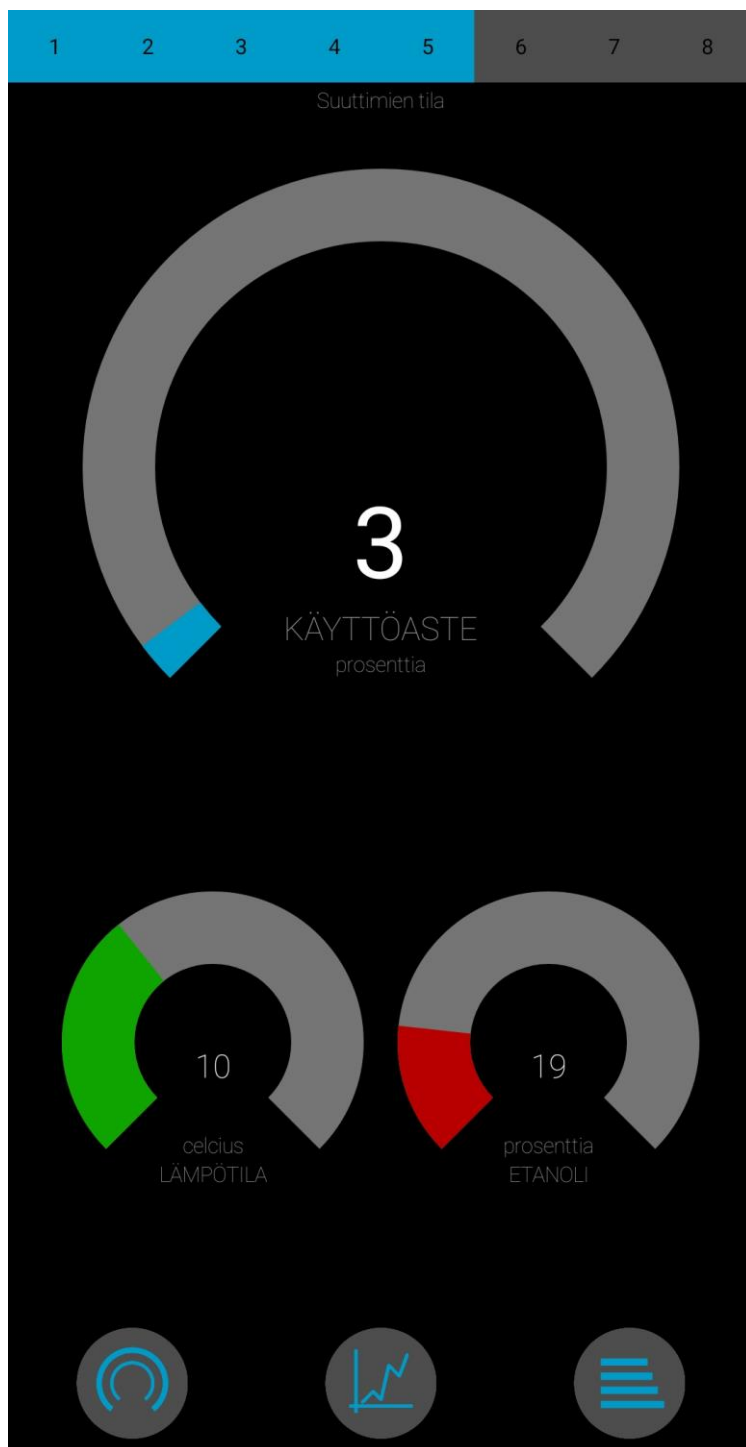 1 2 3 4 5 6 7 8
Suuttimien tila
3
KÄYTTÖASTE
prosenttia
10
celcius
LÄMPÖTILA
19
prosenttia
ETANOLI